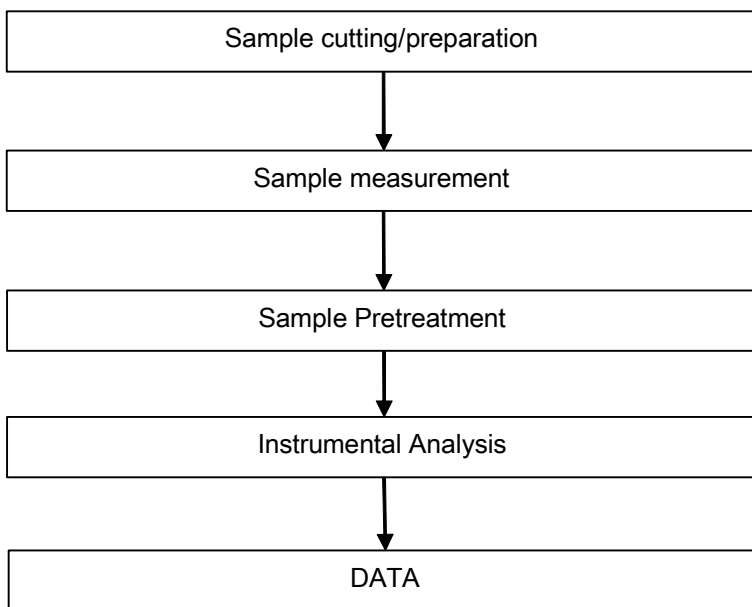 Sample cutting/preparation
Sample measurement
Sample Pretreatment
Instrumental Analysis
DATA